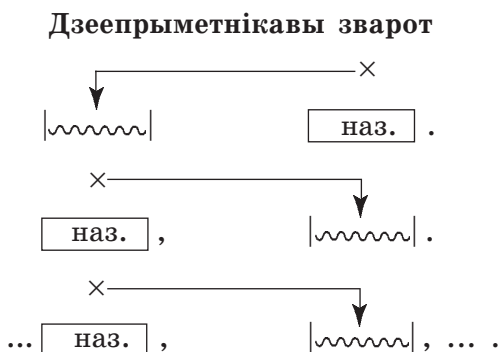 Дзеепрыметнікавы зварот
×
наз. .
×
наз. , .
×
... наз. , , ... .